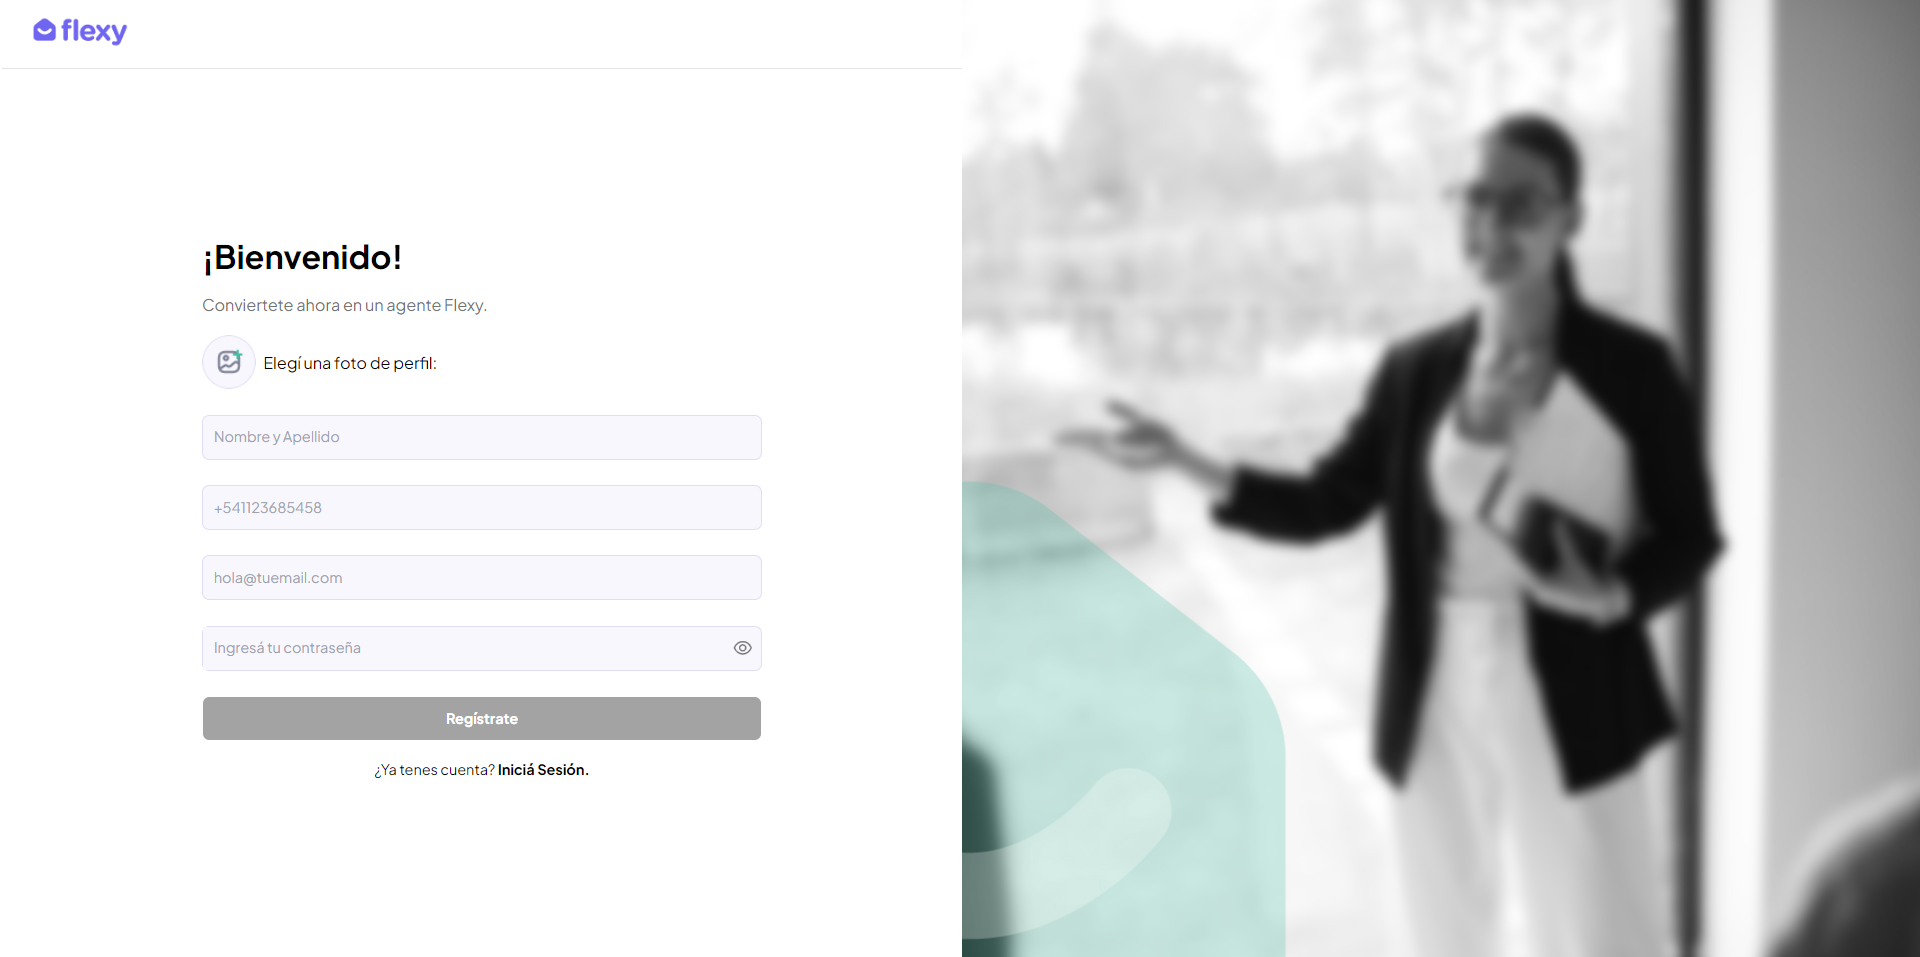 flexy
¡Bienvenido!
Conviertete ahora en un agente Flexy.
Elegí una foto de perfil:
Nombre y Apellido
+541123685458
hola@tuemail.com
Ingresá tu contraseña
Regístrate
¿Ya tenes cuenta? Iniciá Sesión.